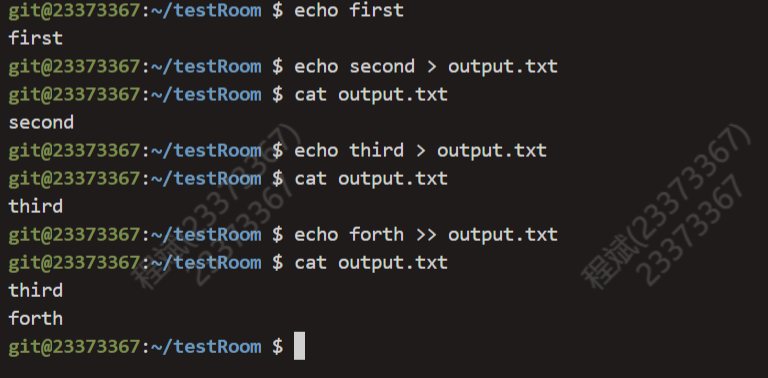 git@23373367:~/testRoom $ echo first
first
git@23373367:~/testRoom $ echo second > output.txt
git@23373367:~/testRoom $ cat output.txt
second
git@23373367:~/testRoom $ echo third > output.txt
git@23373367:~/testRoom $ cat output.txt
third
git@23373367:~/testRoom $ echo forth >> output.txt
git@23373367:~/testRoom $ cat output.txt
third
forth
git@23373367:~/testRoom $
程斌(23373367)
23373367
程斌(23373367)
23373367